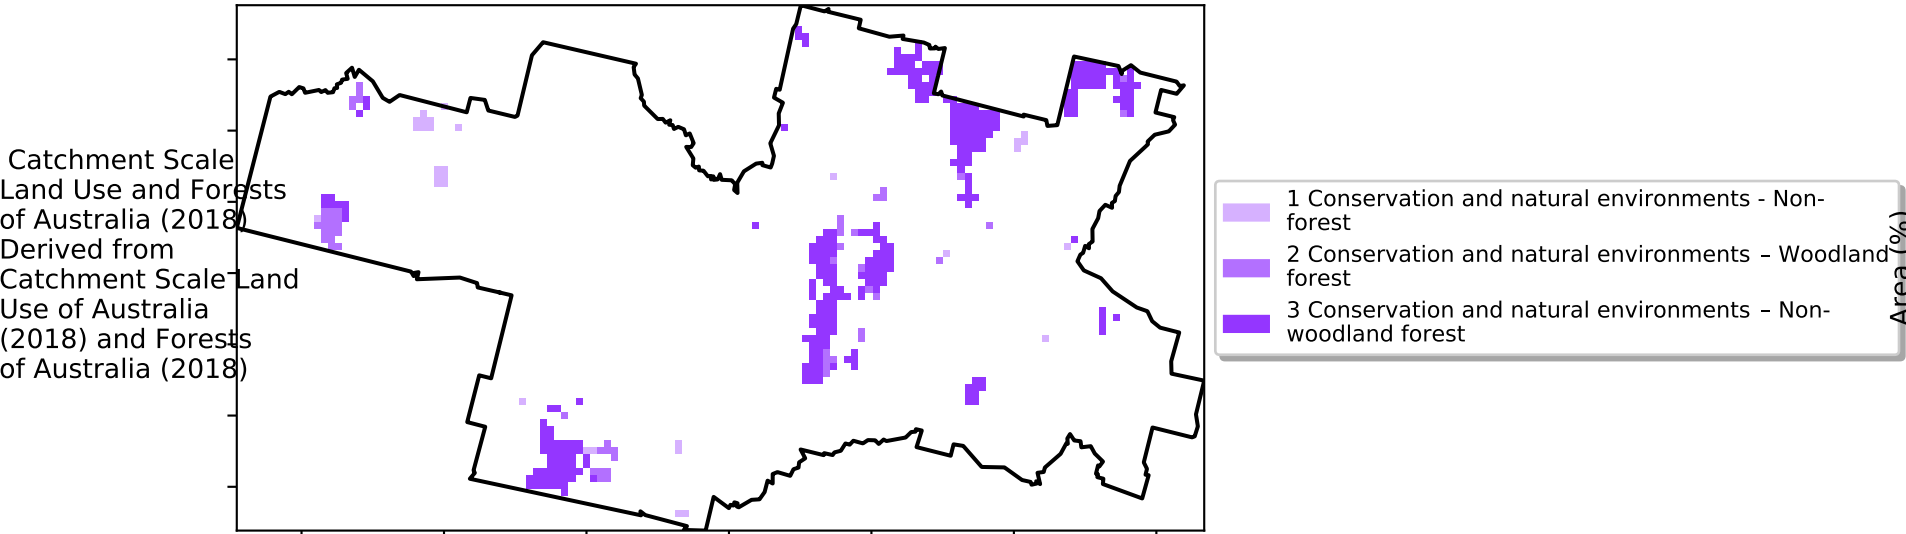 Catchment Scale
Land Use and Forests
of Australia (2018)
Derived from
Catchment Scale Land
Use of Australia
(2018) and Forests
of Australia (2018)
1 Conservation and natural environments - Non-
forest
2 Conservation and natural environments – Woodland
forest
3 Conservation and natural environments – Non-
woodland forest
Area (%)